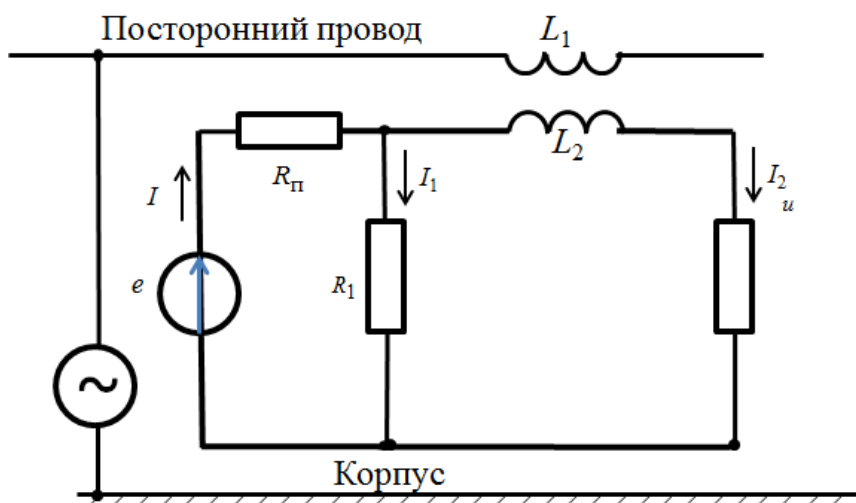 Посторонний провод
L₁
L₂
Rп
I
I₁
I₂
и
e
R₁
~
Корпус